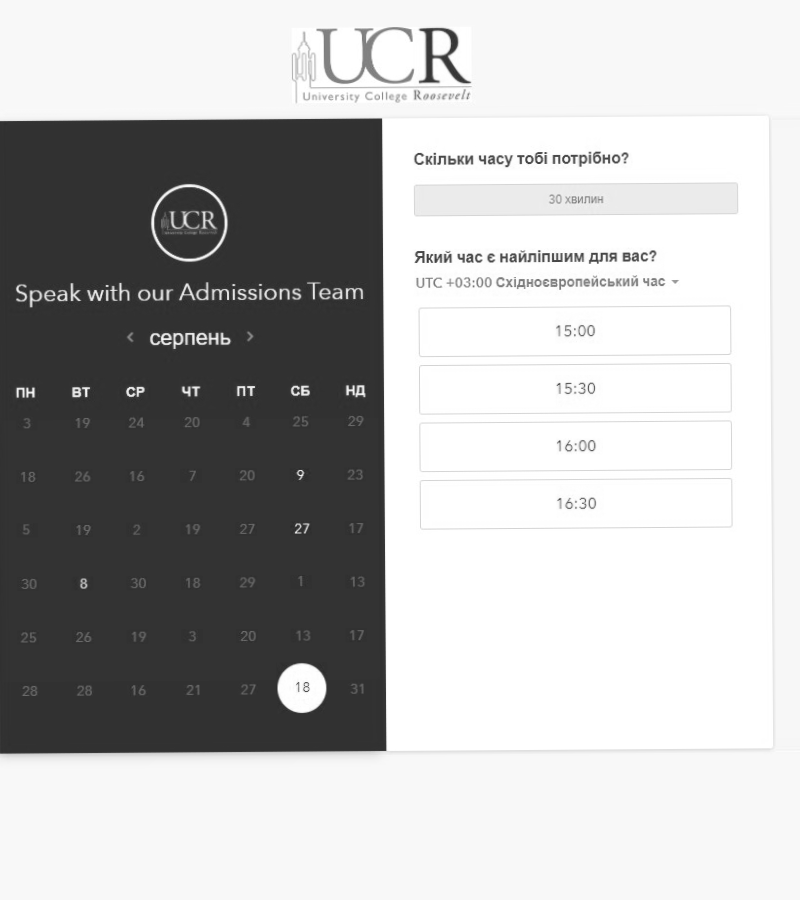 UCR
University College Roosevelt
UCR
Speak with our Admissions Team
серпень
ПН ВТ СР ЧТ ПТ СБ НД
3 19 24 20 4 25 29
18 26 16 7 20 9 23
5 19 2 19 27 27 17
30 8 30 18 29 1 13
25 26 19 3 20 13 17
28 28 16 21 27 18 31
Скільки часу тобі потрібно?
30 хвилин
Який час є найліпшим для вас?
UTC +03:00 Східноєвропейський час
15:00
15:30
16:00
16:30